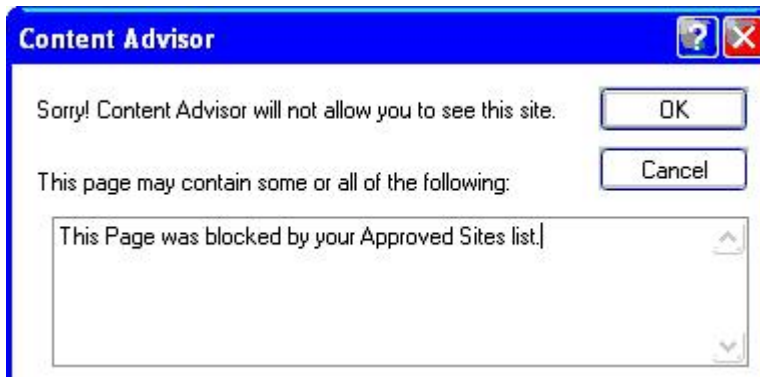 Content Advisor
Sorry! Content Advisor will not allow you to see this site.
OK
Cancel
This page may contain some or all of the following:
This Page was blocked by your Approved Sites list.